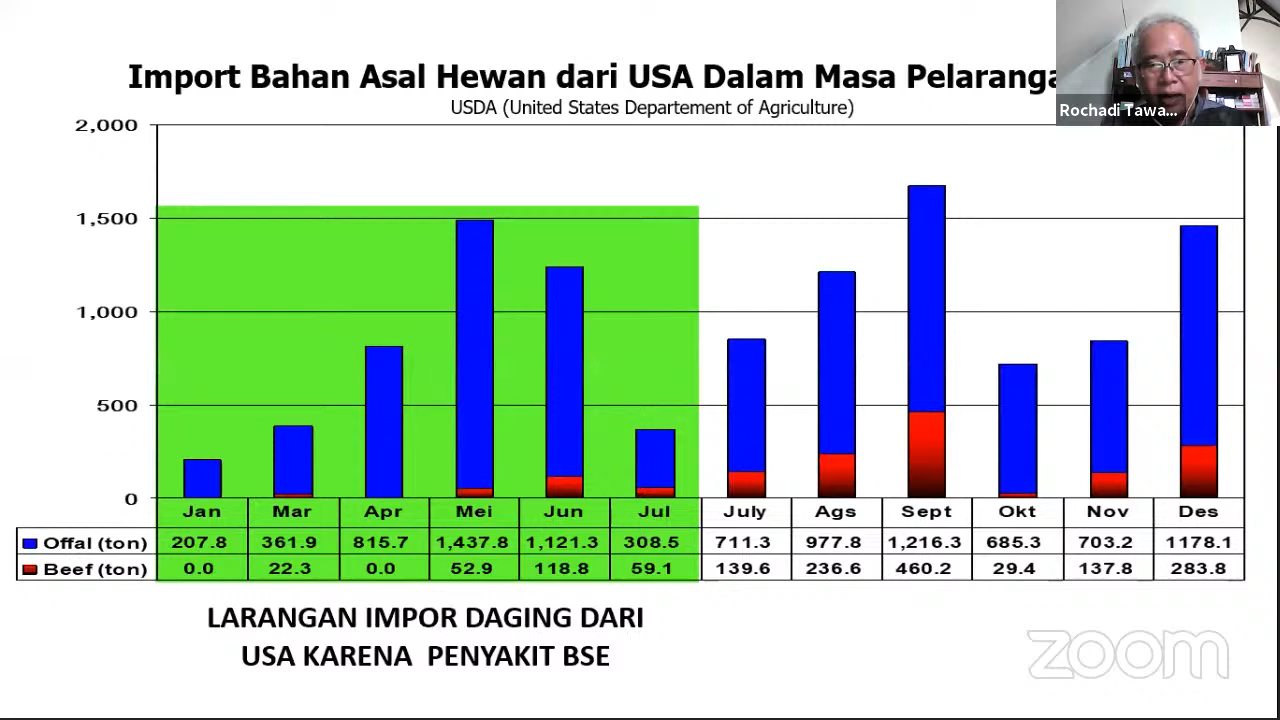 Import Bahan Asal Hewan dari USA Dalam Masa
USDA (United States Departement of Agriculture)
Rochadi Tawa...
2,000
1,500
1,000
500
0
Jan Mar Apr Mei Jun Jul July Ags Sept Okt Nov Des
Offal (ton) 207.8 361.9 815.7 1,437.8 1,121.3 308.5 711.3 977.8 1,216.3 685.3 703.2 1178.1
Beef (ton) 0.0 22.3 0.0 52.9 118.8 59.1 139.6 236.6 460.2 29.4 137.8 283.8
LARANGAN IMPOR DAGING DARI
USA KARENA PENYAKIT BSE
zoom